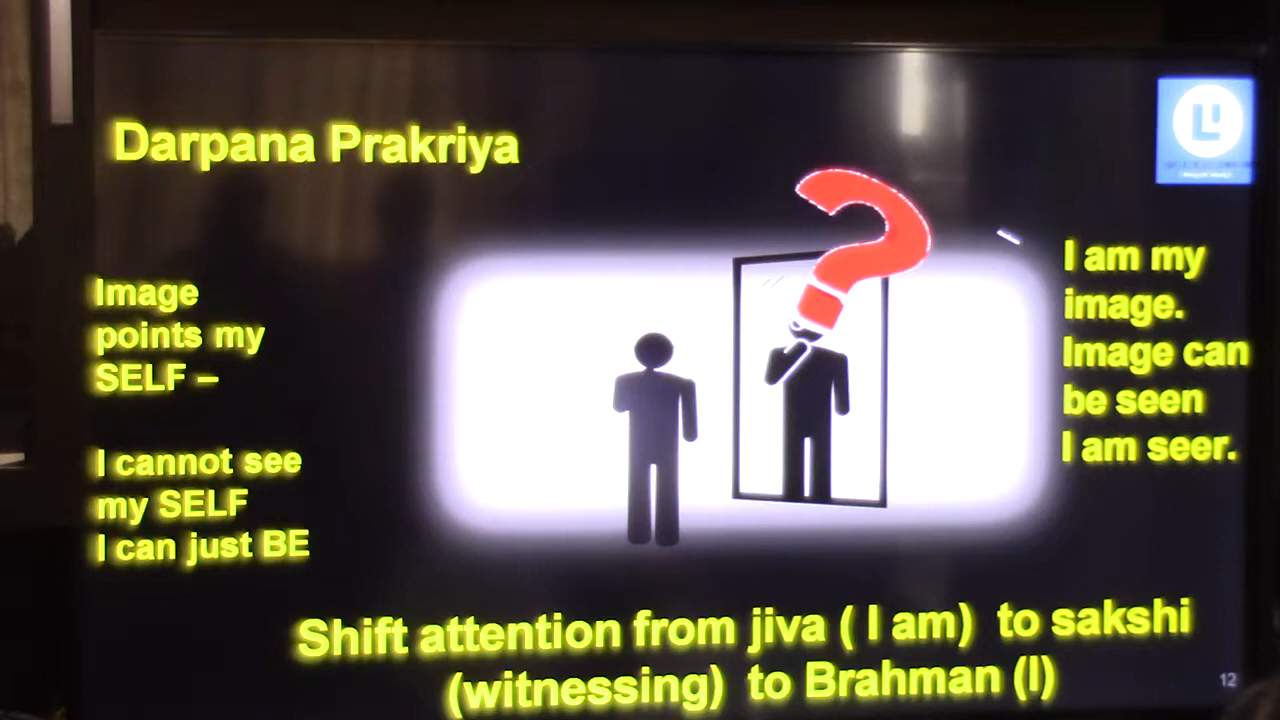 Darpana Prakriya
Image
points my
SELF –
I cannot see
my SELF
I can just BE
?
I am my
image.
Image can
be seen
I am seer.
Shift attention from jiva ( I am)  to sakshi
(witnessing)  to Brahman (I)
12